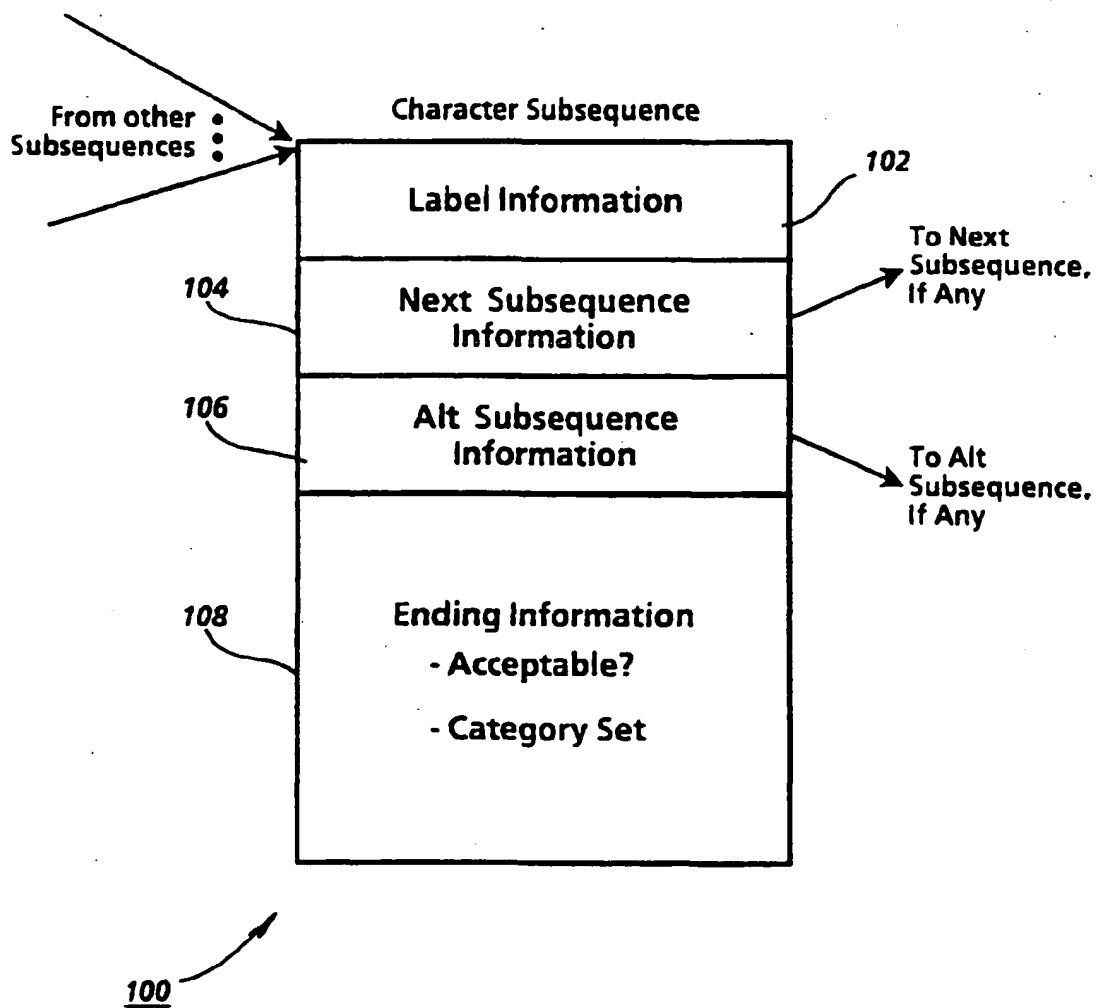 Character Subsequence
From other
Subsequences
102
Label Information
To Next
Subsequence,
If Any
104
Next Subsequence
Information
106
Alt Subsequence
Information
To Alt
Subsequence,
If Any
108
Ending Information
- Acceptable?
- Category Set
100